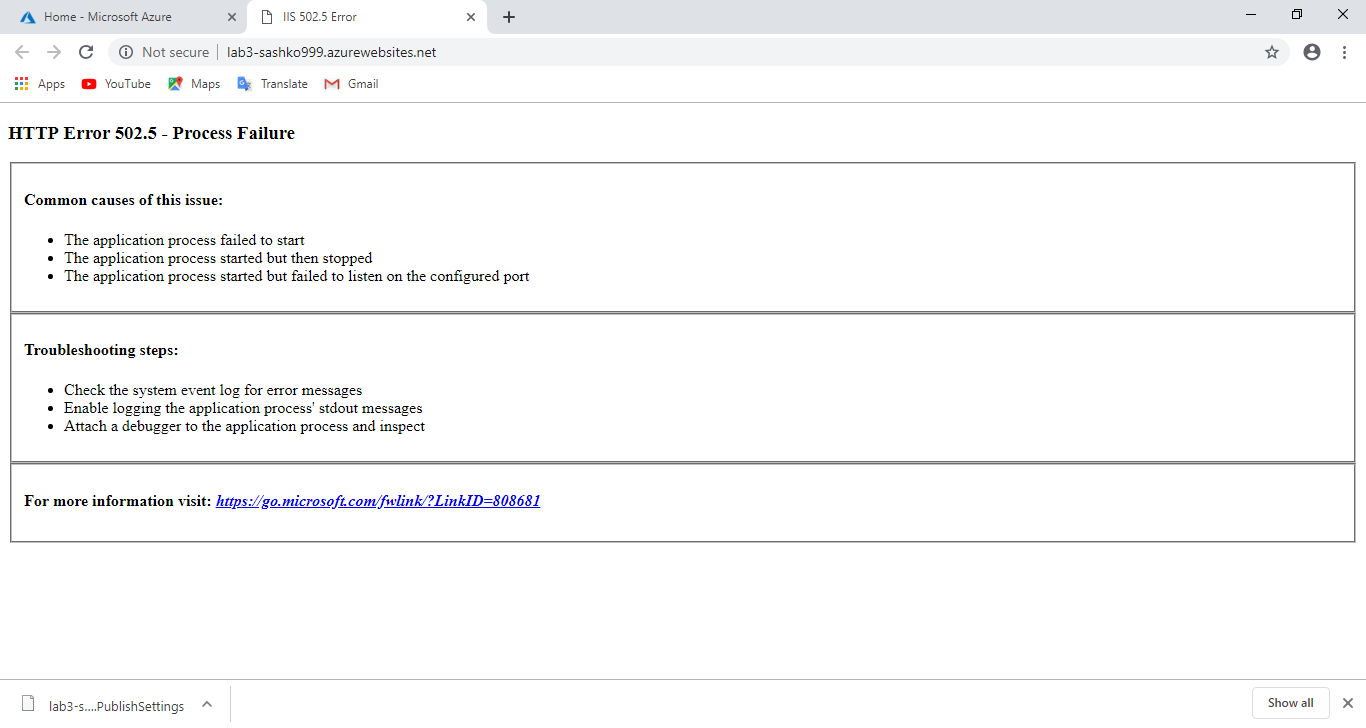 Home - Microsoft Azure
IIS 502.5 Error
Not secure
lab3-sashko999.azurewebsites.net
Apps
YouTube
Maps
Translate
Gmail
HTTP Error 502.5 - Process Failure
Common causes of this issue:
• The application process failed to start
• The application process started but then stopped
• The application process started but failed to listen on the configured port
Troubleshooting steps:
• Check the system event log for error messages
• Enable logging the application process' stdout messages
• Attach a debugger to the application process and inspect
For more information visit: https://go.microsoft.com/fwlink/?LinkID=808681
lab3-s....PublishSettings
Show all